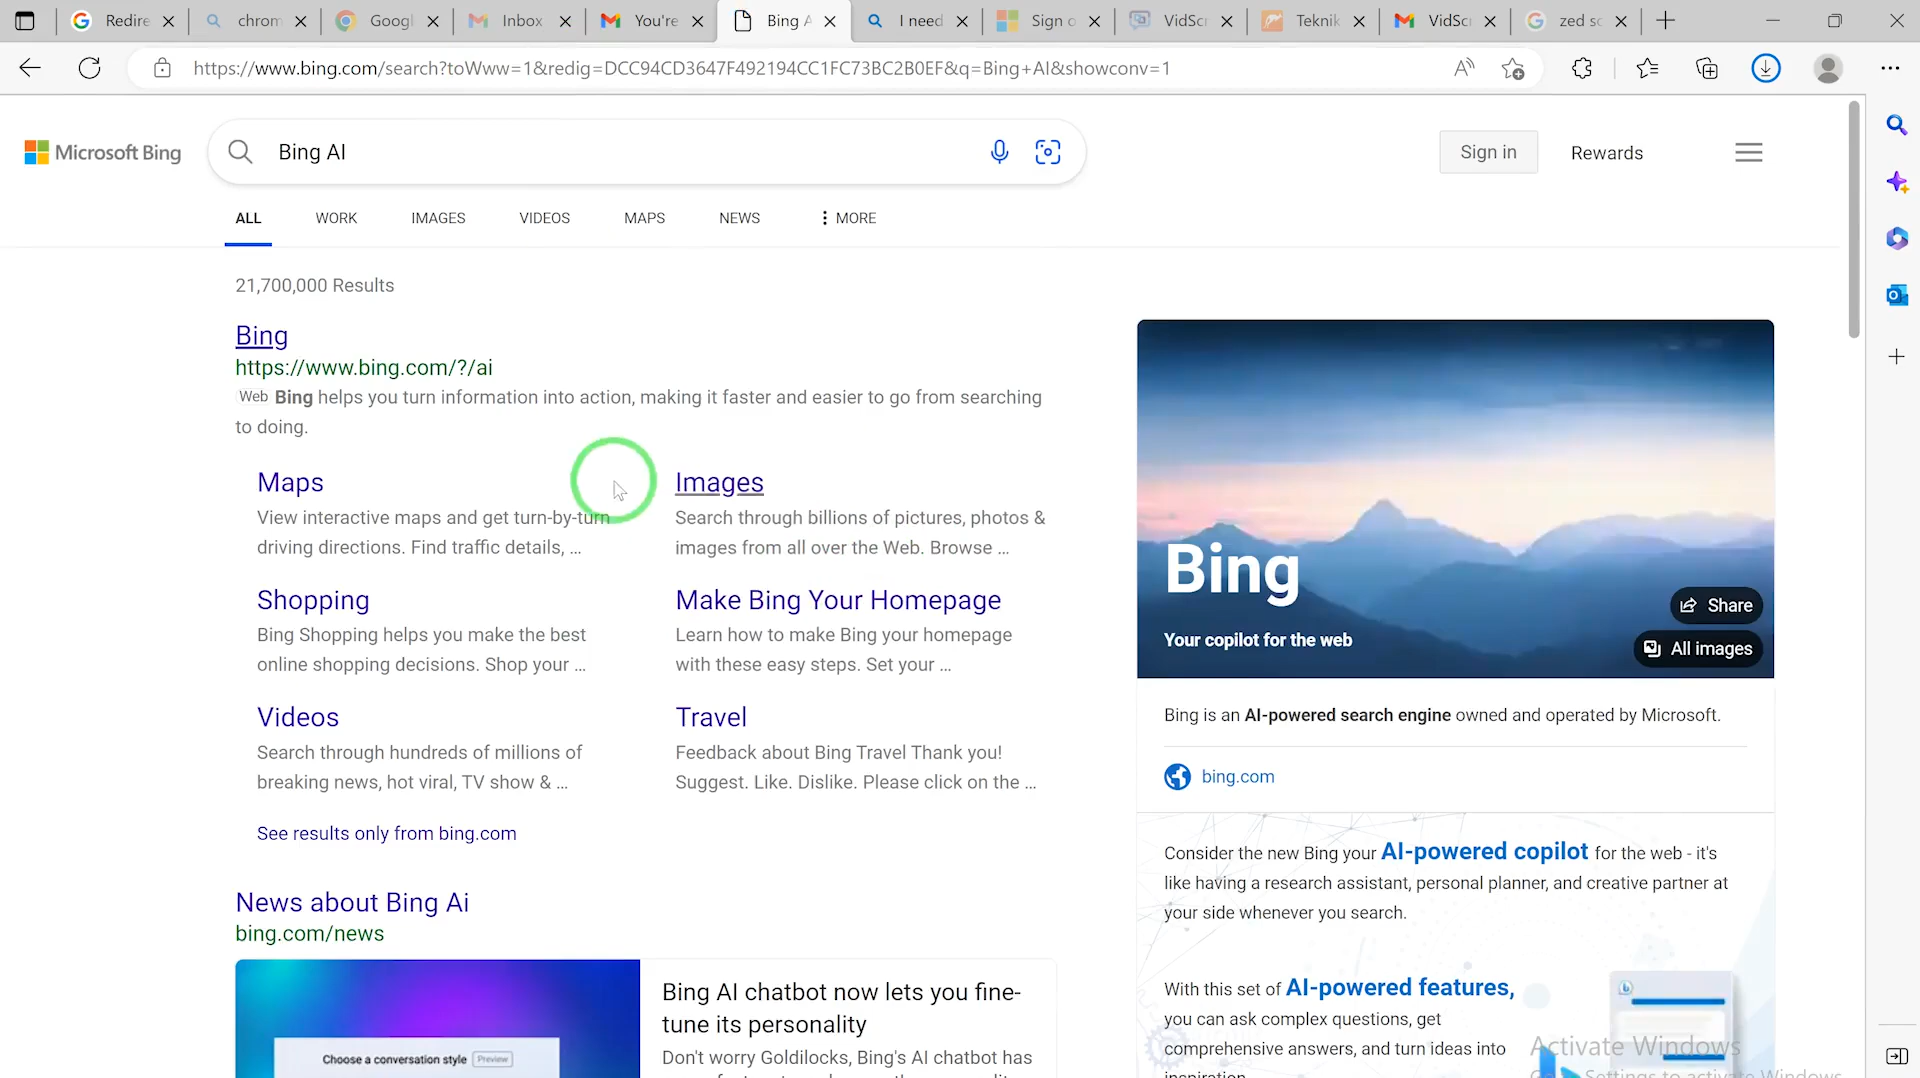 Redire
chrom
Googl
Inbox
You're
Bing A
I need
Sign o
VidScr
Teknik
VidScr
zed sc
https://www.bing.com/search?toWww=1&redig=DCC94CD3647F492194CC1FC73BC2B0EF&q=Bing+AI&showconv=1
Microsoft Bing
Bing AI
Sign in
Rewards
ALL
WORK
IMAGES
VIDEOS
MAPS
NEWS
MORE
21,700,000 Results
Bing
https://www.bing.com/?/ai
Web Bing helps you turn information into action, making it faster and easier to go from searching
to doing.
Maps
View interactive maps and get turn-by-turn
driving directions. Find traffic details, ...
Images
Search through billions of pictures, photos &
images from all over the Web. Browse ...
Shopping
Bing Shopping helps you make the best
online shopping decisions. Shop your ...
Make Bing Your Homepage
Learn how to make Bing your homepage
with these easy steps. Set your ...
Videos
Search through hundreds of millions of
breaking news, hot viral, TV show & ...
Travel
Feedback about Bing Travel Thank you!
Suggest. Like. Dislike. Please click on the ...
See results only from bing.com
News about Bing Ai
bing.com/news
Choose a conversation style Preview
Bing AI chatbot now lets you fine-
tune its personality
Don't worry Goldilocks, Bing's AI chatbot has
Bing
Your copilot for the web
Share
All images
Bing is an AI-powered search engine owned and operated by Microsoft.
bing.com
Consider the new Bing your AI-powered copilot for the web - it's
like having a research assistant, personal planner, and creative partner at
your side whenever you search.
With this set of AI-powered features,
you can ask complex questions, get
comprehensive answers, and turn ideas into
inspiration
Activate Windows
Settings to activate Windows